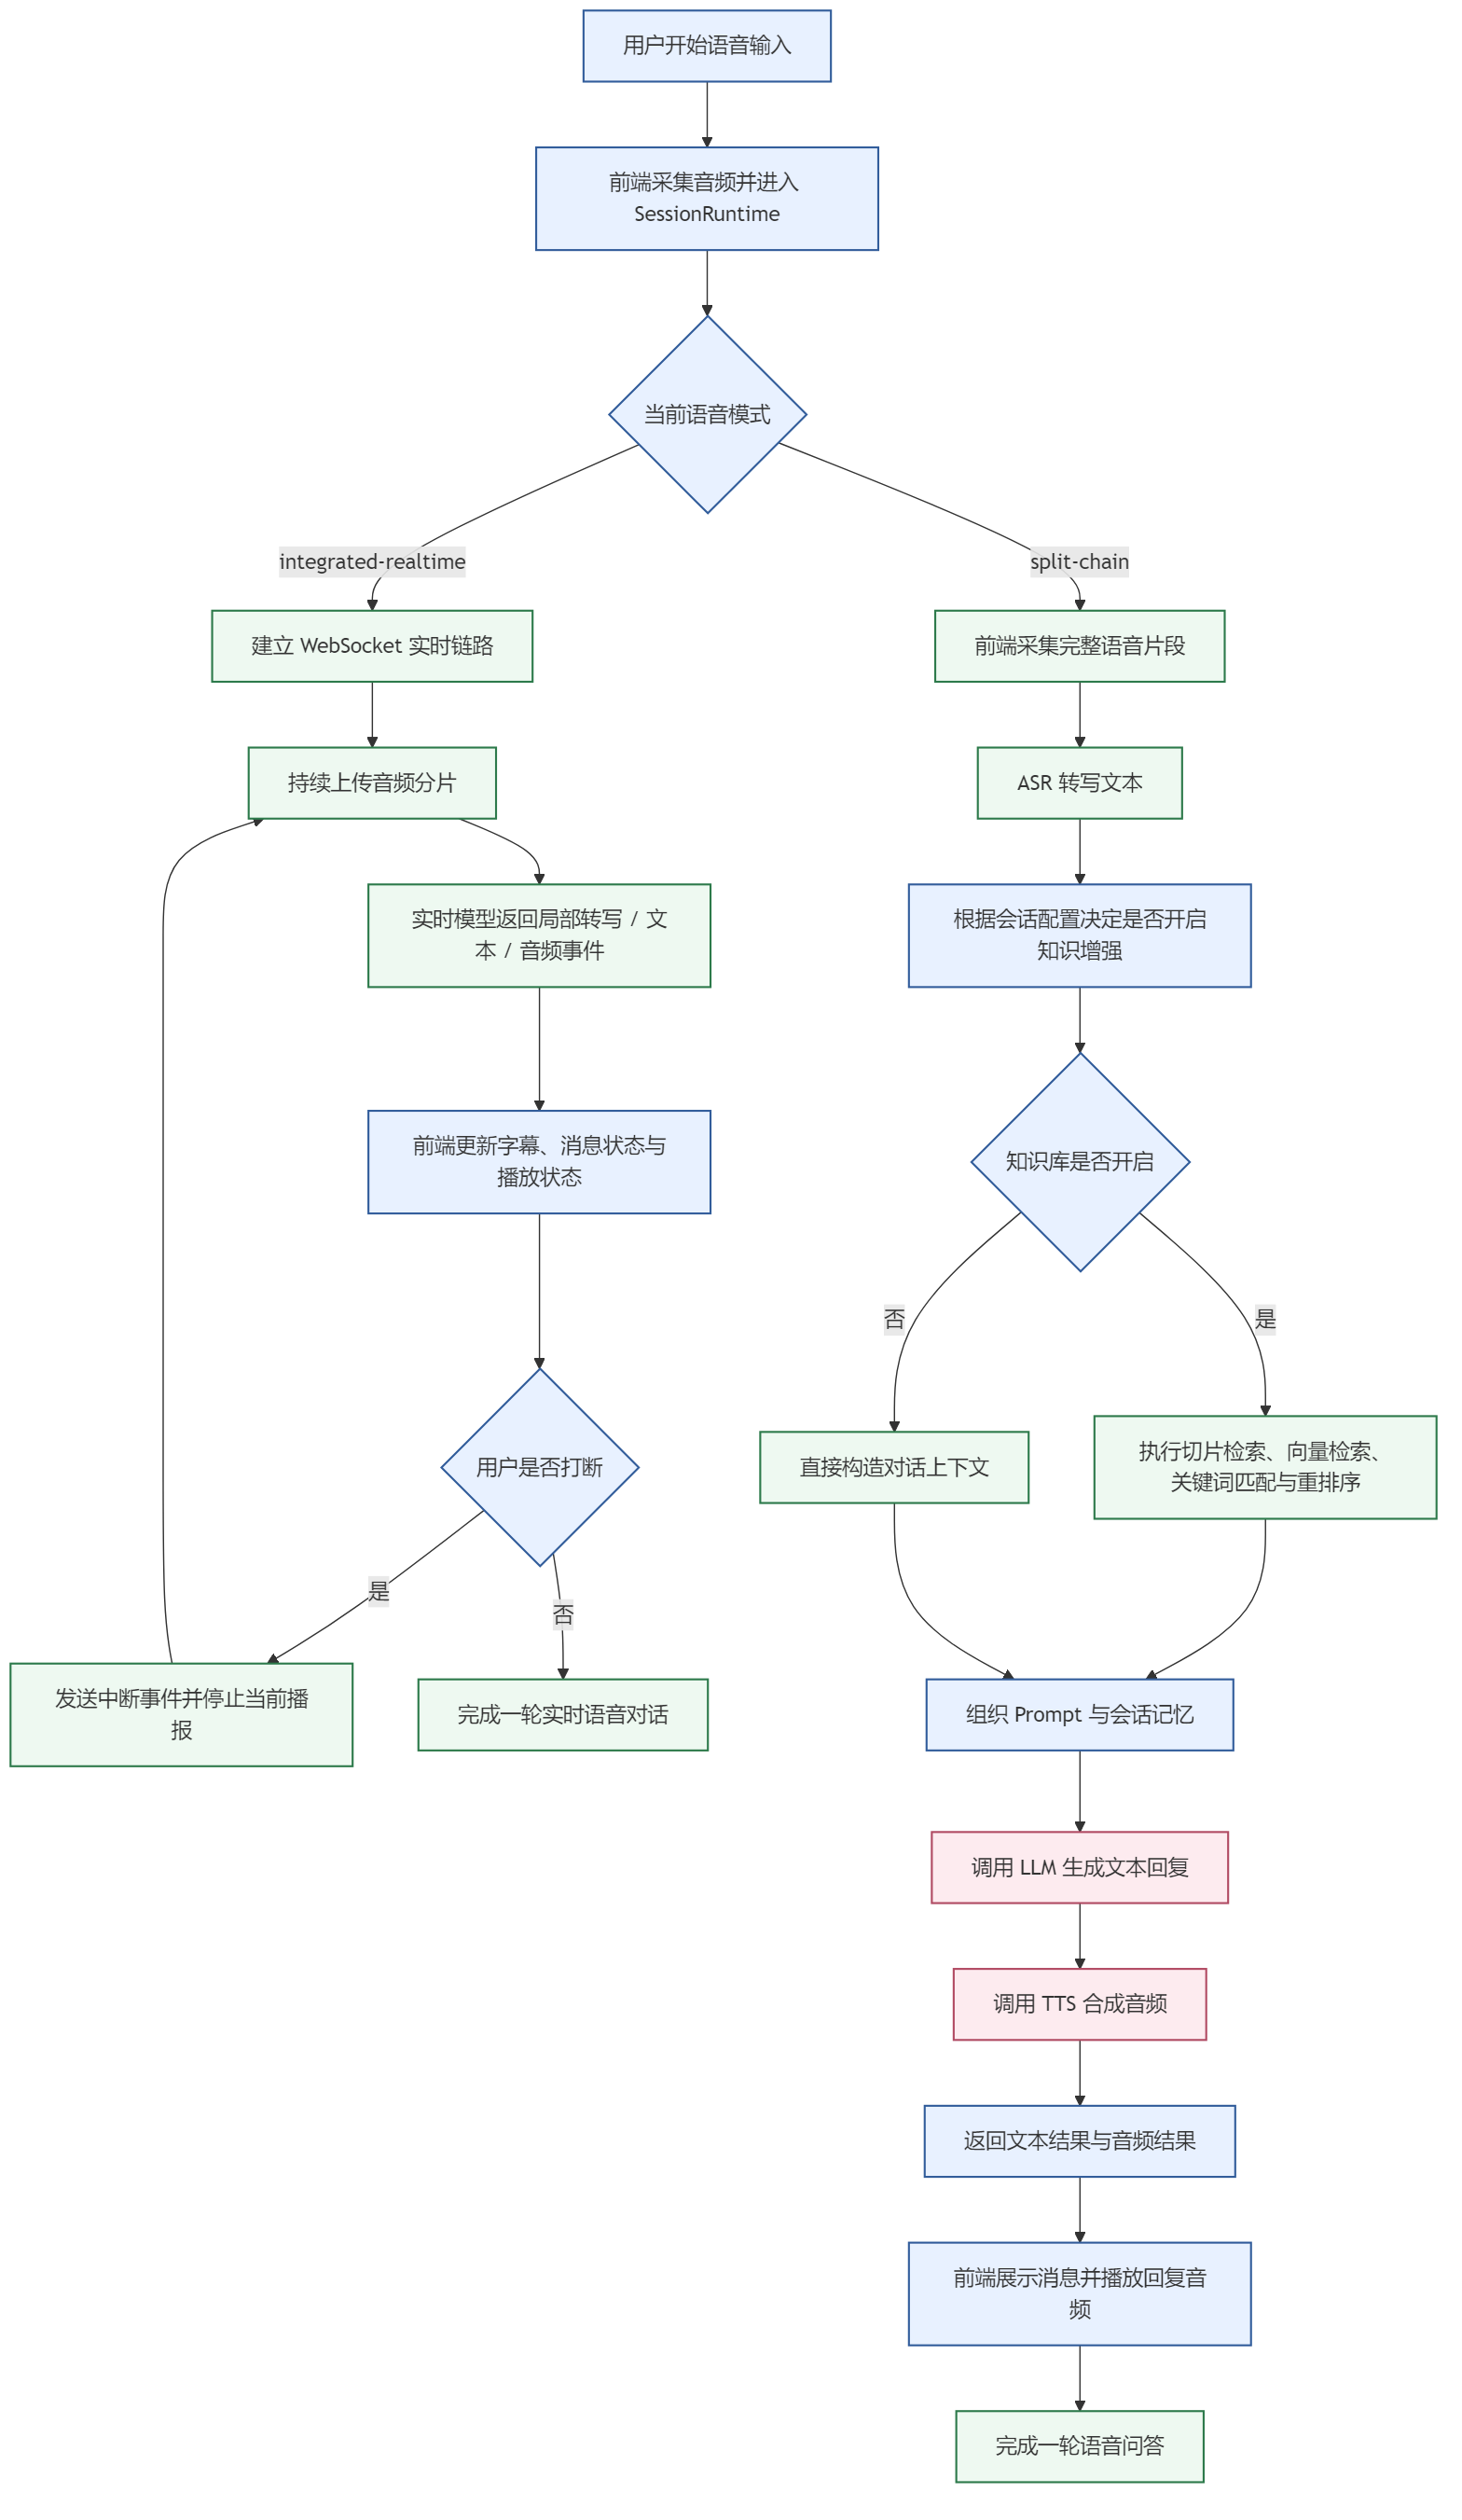 用户开始语音输入
前端采集音频并进入
SessionRuntime
当前语音模式
integrated-realtime
split-chain
建立 WebSocket 实时链路
前端采集完整语音片段
持续上传音频分片
ASR 转写文本
实时模型返回局部转写 / 文
本 / 音频事件
根据会话配置决定是否开启
知识增强
前端更新字幕、消息状态与
播放状态
知识库是否开启
否
是
用户是否打断
直接构造对话上下文
执行切片检索、向量检索、
关键词匹配与重排序
是
否
发送中断事件并停止当前播
报
完成一轮实时语音对话
组织 Prompt 与会话记忆
调用 LLM 生成文本回复
调用 TTS 合成音频
返回文本结果与音频结果
前端展示消息并播放回复音
频
完成一轮语音问答